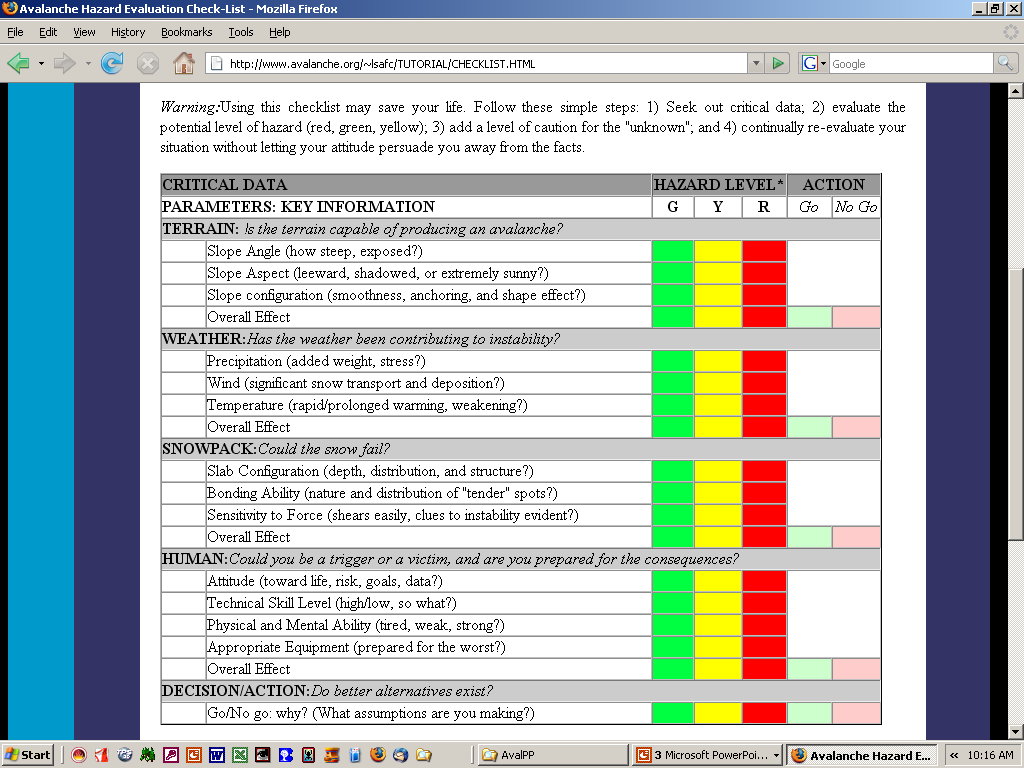 Avalanche Hazard Evaluation Check-List - Mozilla Firefox
File Edit View History Bookmarks Tools Help
http://www.avalanche.org/~lsafc/TUTORIAL/CHECKLIST.HTML
G Google
Warning:Using this checklist may save your life. Follow these simple steps: 1) Seek out critical data; 2) evaluate the
potential level of hazard (red, green, yellow); 3) add a level of caution for the "unknown"; and 4) continually re-evaluate your
situation without letting your attitude persuade you away from the facts.
CRITICAL DATA HAZARD LEVEL* ACTION
PARAMETERS: KEY INFORMATION G Y R Go No Go
TERRAIN: Is the terrain capable of producing an avalanche?
Slope Angle (how steep, exposed?)
Slope Aspect (leeward, shadowed, or extremely sunny?)
Slope configuration (smoothness, anchoring, and shape effect?)
Overall Effect
WEATHER:Has the weather been contributing to instability?
Precipitation (added weight, stress?)
Wind (significant snow transport and deposition?)
Temperature (rapid/prolonged warming, weakening?)
Overall Effect
SNOWPACK:Could the snow fail?
Slab Configuration (depth, distribution, and structure?)
Bonding Ability (nature and distribution of "tender" spots?)
Sensitivity to Force (shears easily, clues to instability evident?)
Overall Effect
HUMAN:Could you be a trigger or a victim, and are you prepared for the consequences?
Attitude (toward life, risk, goals, data?)
Technical Skill Level (high/low, so what?)
Physical and Mental Ability (tired, weak, strong?)
Appropriate Equipment (prepared for the worst?)
Overall Effect
DECISION/ACTION:Do better alternatives exist?
Go/No go: why? (What assumptions are you making?)
Start AvalPP 3 Microsoft PowerPoi... Avalanche Hazard E... « 10:16 AM